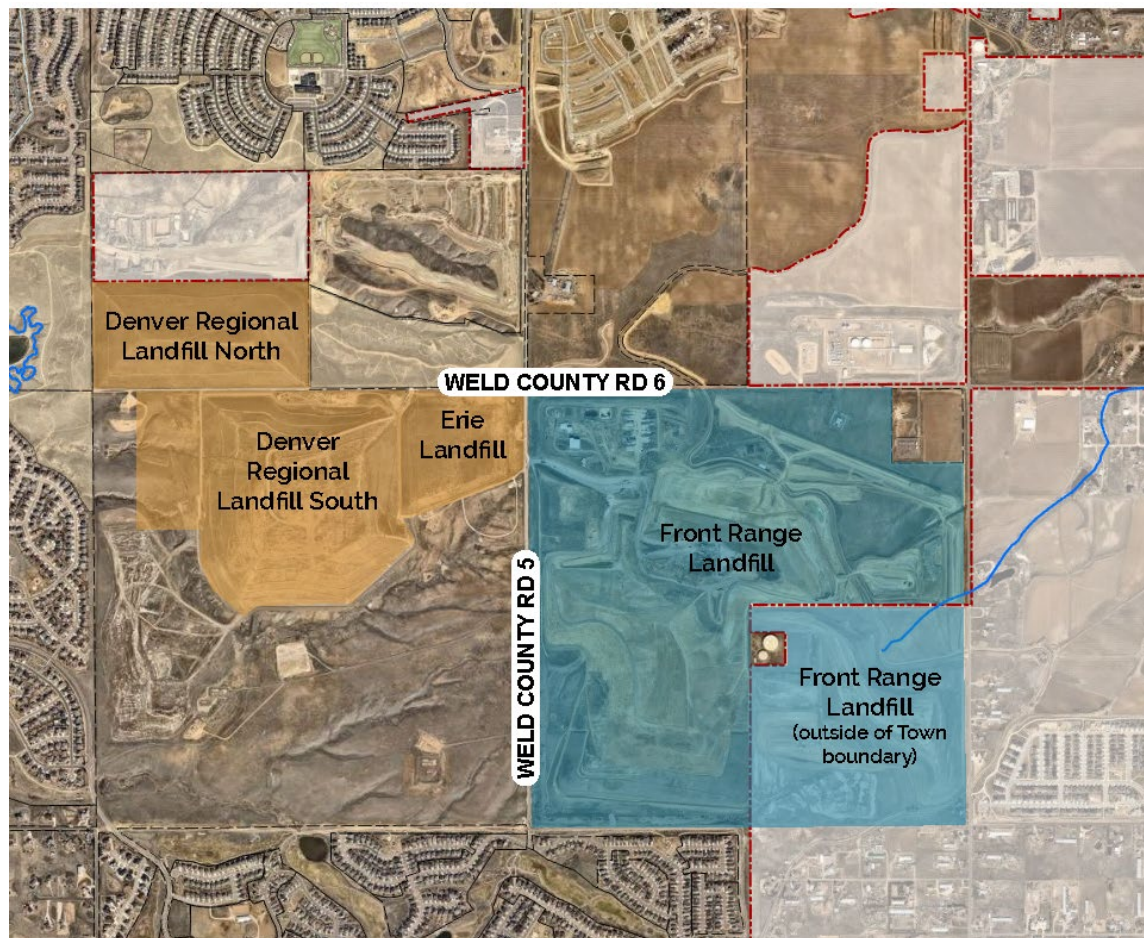 Denver Regional
Landfill North
WELD COUNTY RD 6
Erie
Landfill
Denver
Regional
Landfill South
Front Range
Landfill
WELD COUNTY RD 5
Front Range
Landfill
(outside of Town
boundary)